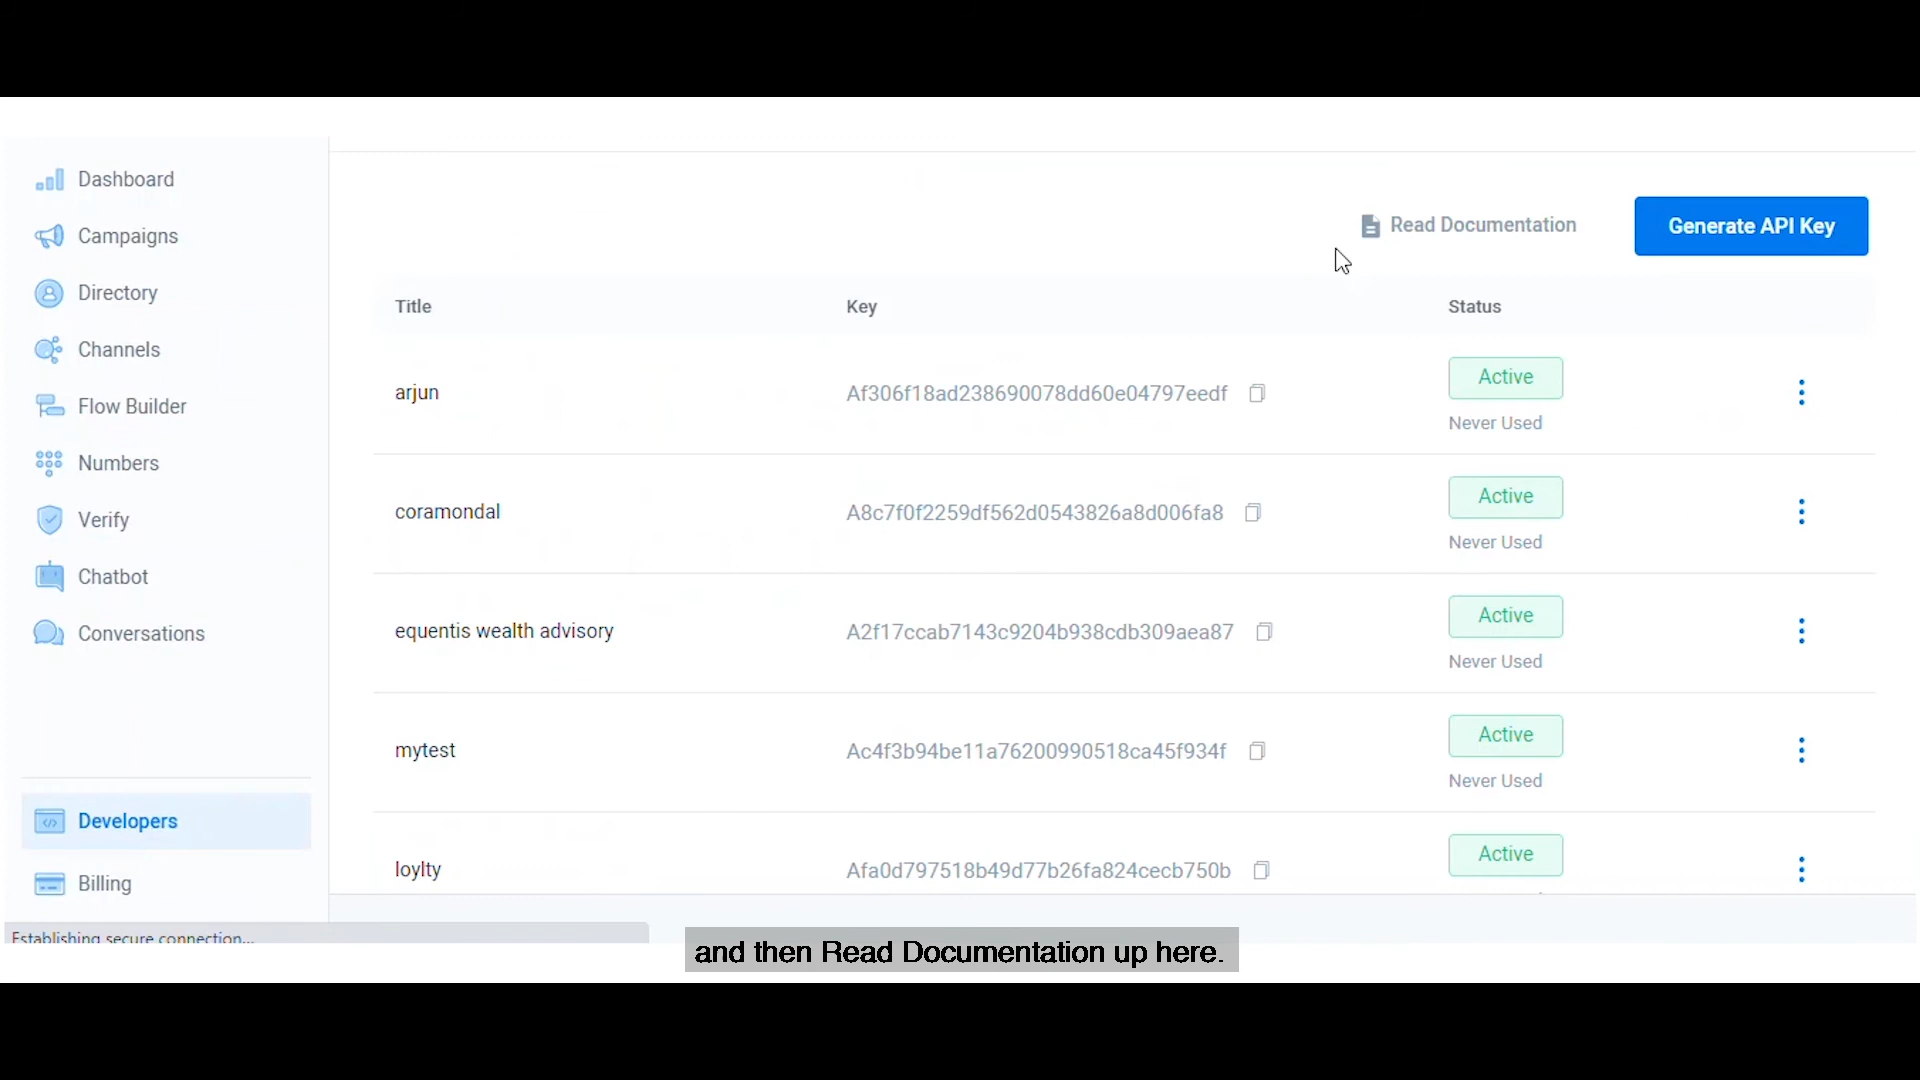 Dashboard
Campaigns
Directory
Channels
Flow Builder
Numbers
Verify
Chatbot
Conversations
Developers
Billing
Establishing secure connection...
Read Documentation
Generate API Key
Title Key Status
arjun Af306f18ad238690078dd60e04797eedf Active
Never Used
coramondal A8c7f0f2259df562d0543826a8d006fa8 Active
Never Used
equentis wealth advisory A2f17ccab7143c9204b938cdb309aea87 Active
Never Used
mytest Ac4f3b94be11a76200990518ca45f934f Active
Never Used
loylty Afa0d797518b49d77b26fa824cecb750b Active
and then Read Documentation up here.